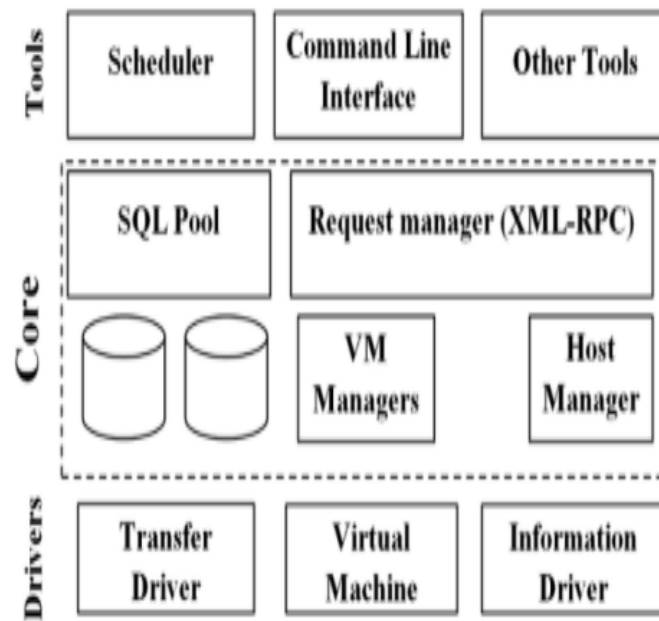 Tools
Scheduler
Command Line
Interface
Other Tools
Core
SQL Pool
Request manager (XML-RPC)
VM
Managers
Host
Manager
Drivers
Transfer
Driver
Virtual
Machine
Information
Driver